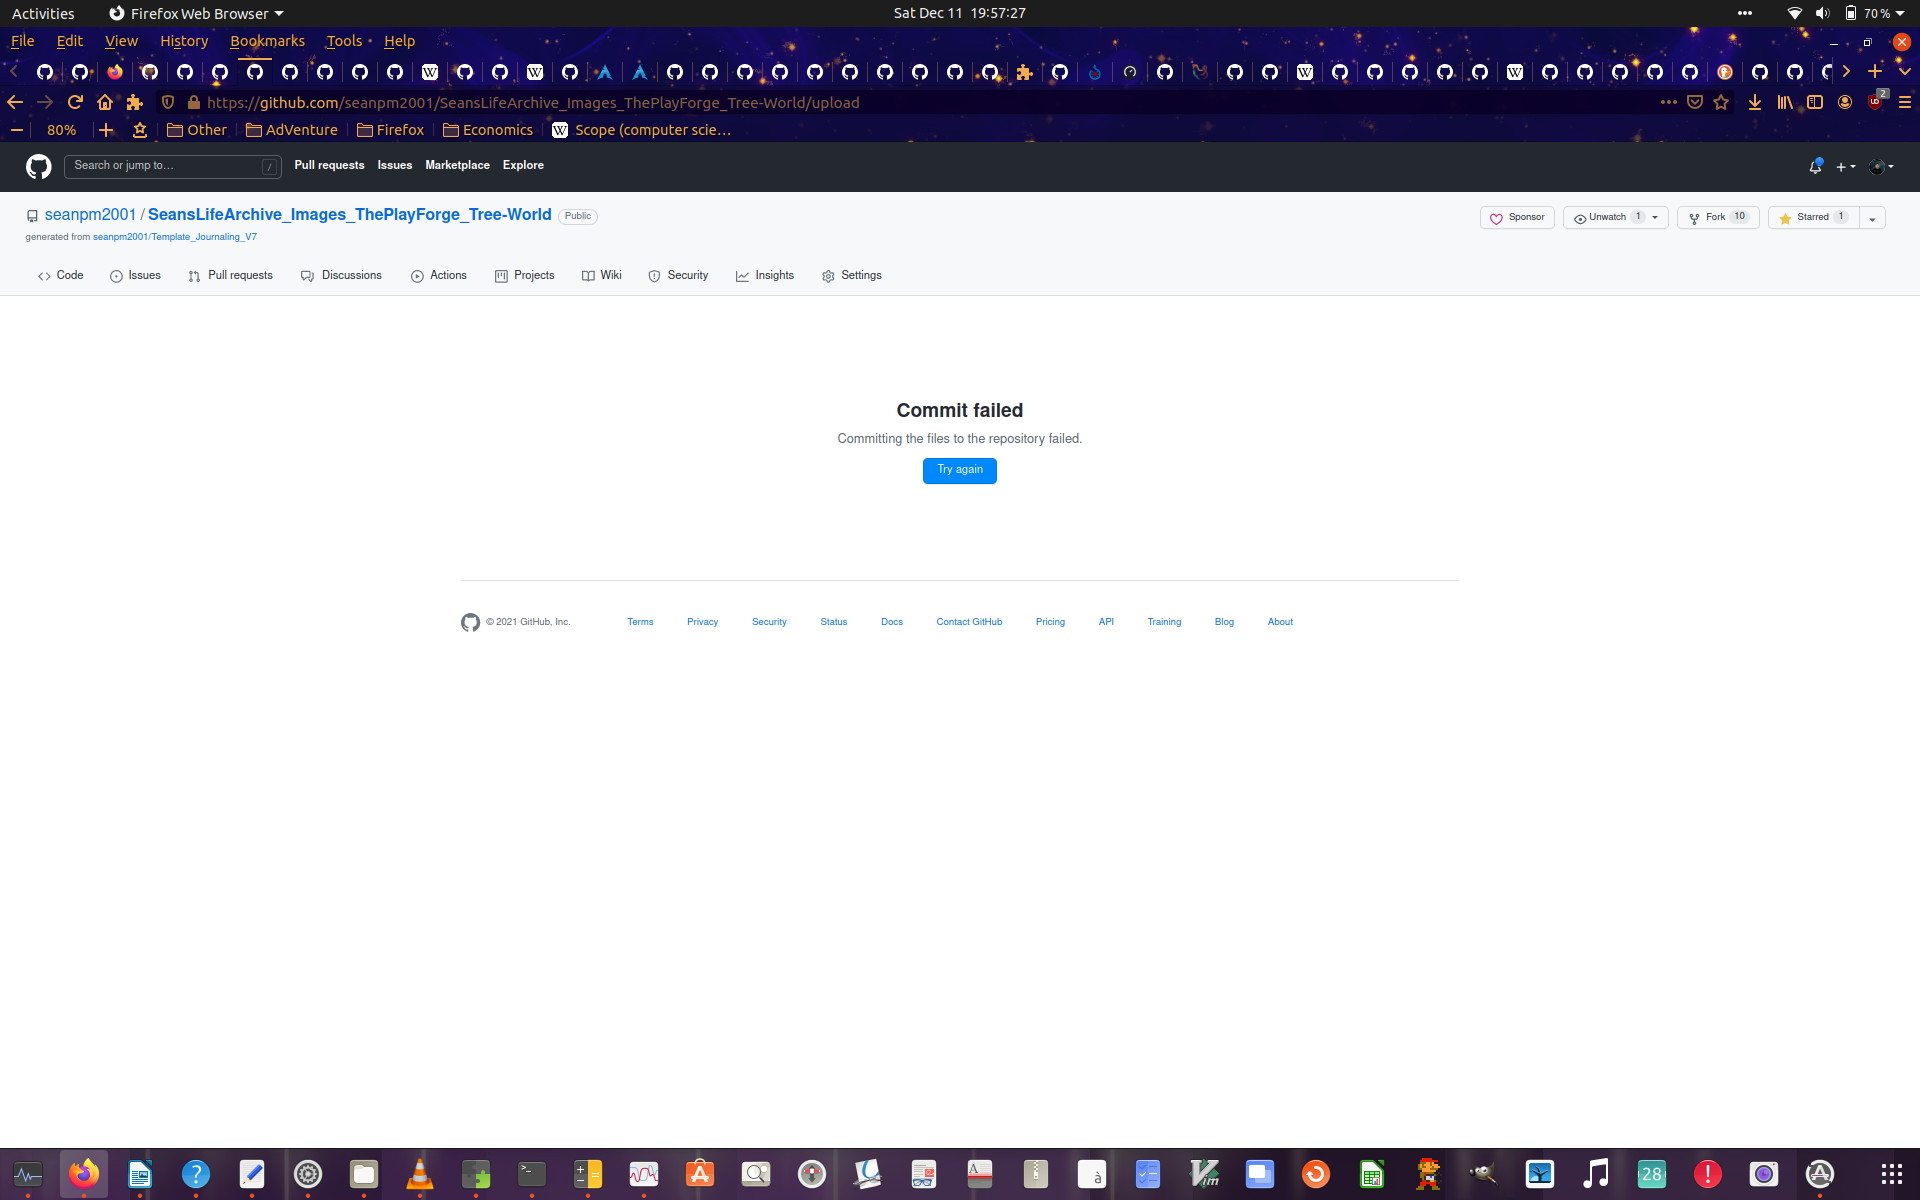 Activities Firefox Web Browser Sat Dec 11 19:57:27 70 %
File Edit View History Bookmarks Tools Help
https://github.com/seanpm2001/SeansLifeArchive_Images_ThePlayForge_Tree-World/upload 2
80% Other AdVenture Firefox Economics Scope (computer scie…
Search or jump to… / Pull requests Issues Marketplace Explore
seanpm2001 / SeansLifeArchive_Images_ThePlayForge_Tree-World Public Sponsor Unwatch 1 Fork 10 Starred 1
generated from seanpm2001/Template_Journaling_V7
Code Issues Pull requests Discussions Actions Projects Wiki Security Insights Settings
Commit failed
Committing the files to the repository failed.
Try again
© 2021 GitHub, Inc. Terms Privacy Security Status Docs Contact GitHub Pricing API Training Blog About
28